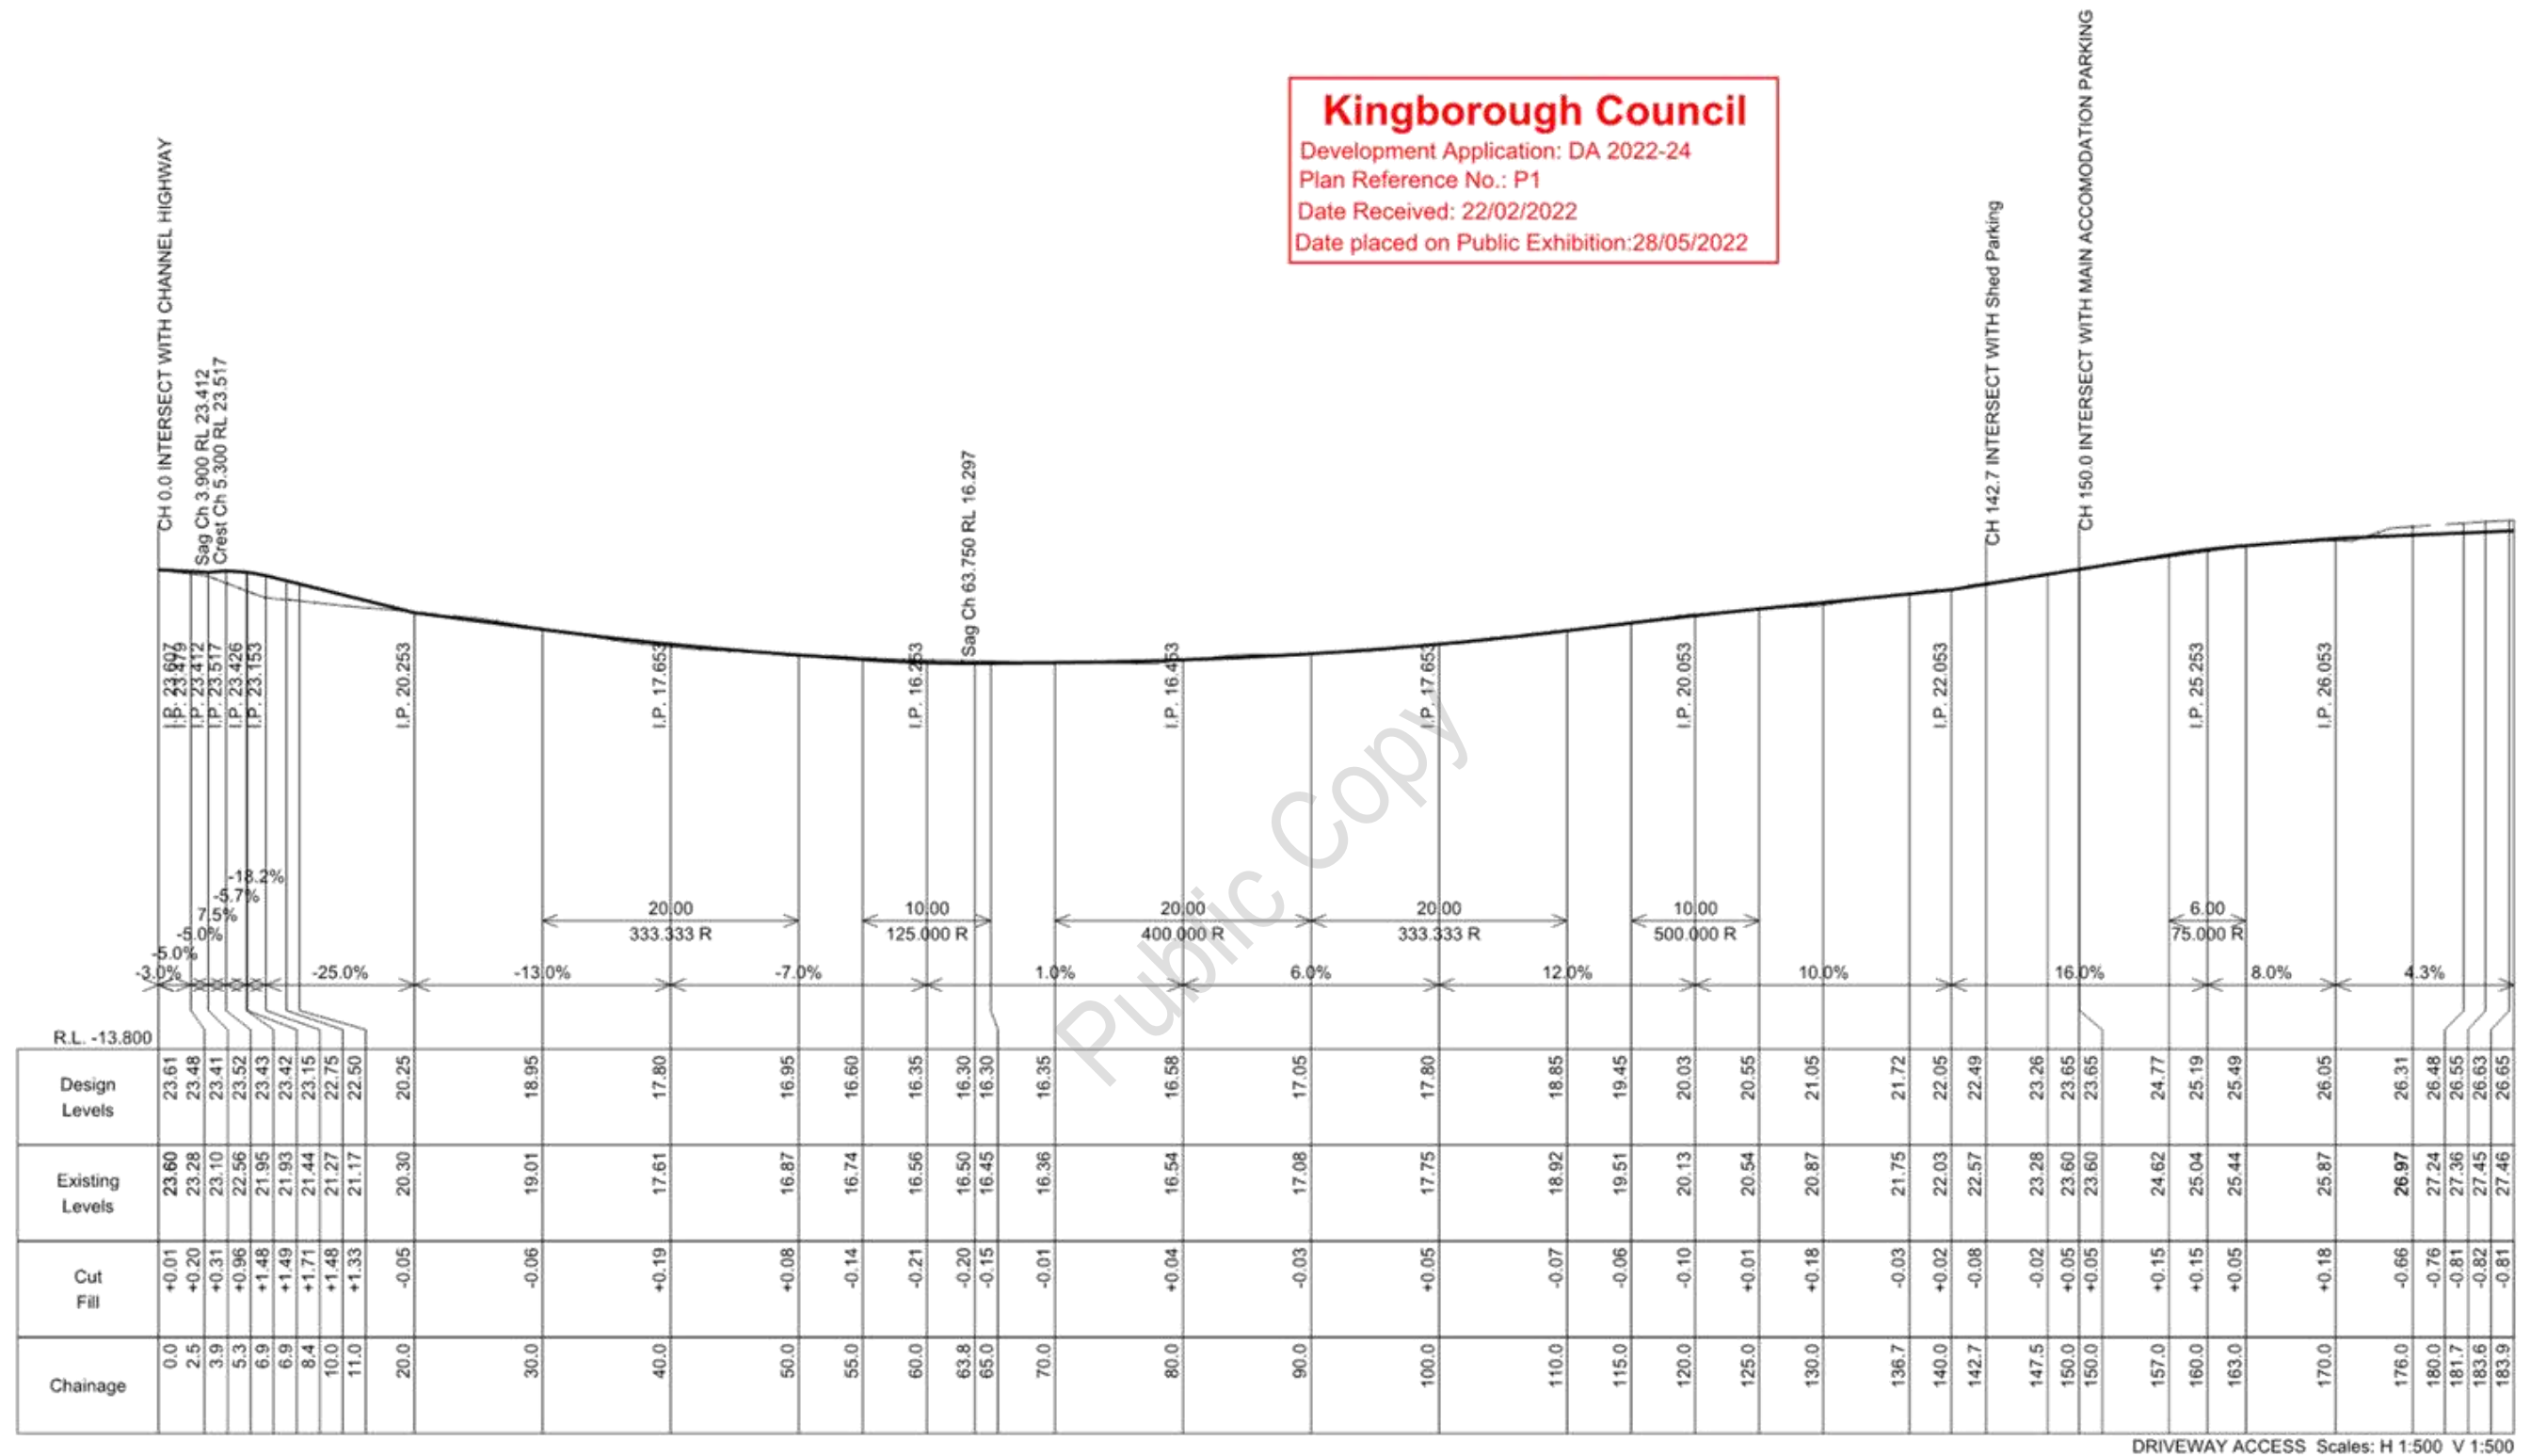 Kingborough Council
Development Application: DA 2022-24
Plan Reference No.: P1
Date Received: 22/02/2022
Date placed on Public Exhibition:28/05/2022
CH 0.0 INTERSECT WITH CHANNEL HIGHWAY
Sag Ch 3.900 RL 23.412
Crest Ch 5.300 RL 23.517
Sag Ch 63.750 RL 16.297
CH 142.7 INTERSECT WITH Shed Parking
CH 150.0 INTERSECT WITH MAIN ACCOMODATION PARKING
I.P. 23.607
I.P. 23.479
I.P. 23.412
I.P. 23.517
I.P. 23.426
I.P. 23.153
I.P. 20.253
I.P. 17.653
I.P. 16.253
I.P. 16.453
I.P. 17.653
I.P. 20.053
I.P. 22.053
I.P. 25.253
I.P. 26.053
Public Copy
-18.2%
-5.7%
7.5%
-5.0%
-5.0%
-3.0%
20.00
333.333 R
10.00
125.000 R
20.00
400.000 R
20.00
333.333 R
10.00
500.000 R
6.00
75.000 R
-25.0% -13.0% -7.0% 1.0% 6.0% 12.0% 10.0% 16.0% 8.0% 4.3%
R.L. -13.800
Design
Levels
23.61 23.48 23.41 23.52 23.43 23.42 23.15 22.75 22.50 20.25 18.95 17.80 16.95 16.60 16.35 16.30 16.30 16.35 16.58 17.05 17.80 18.85 19.45 20.03 20.55 21.05 21.72 22.05 22.49 23.26 23.65 23.65 24.77 25.19 25.49 26.05 26.31 26.48 26.55 26.63 26.65
Existing
Levels
23.60 23.28 23.10 22.56 21.95 21.93 21.44 21.27 21.17 20.30 19.01 17.61 16.87 16.74 16.56 16.50 16.45 16.36 16.54 17.08 17.75 18.92 19.51 20.13 20.54 20.87 21.75 22.03 22.57 23.28 23.60 23.60 24.62 25.04 25.44 25.87 26.97 27.24 27.36 27.45 27.46
Cut
Fill
+0.01 +0.20 +0.31 +0.96 +1.48 +1.49 +1.71 +1.48 +1.33 -0.05 -0.06 +0.19 +0.08 -0.14 -0.21 -0.20 -0.15 -0.01 +0.04 -0.03 +0.05 -0.07 -0.06 -0.10 +0.01 +0.18 -0.03 +0.02 -0.08 -0.02 +0.05 +0.05 +0.15 +0.15 +0.05 +0.18 -0.66 -0.76 -0.81 -0.82 -0.81
Chainage
0.0 2.5 3.9 5.3 6.9 6.9 8.4 10.0 11.0 20.0 30.0 40.0 50.0 55.0 60.0 63.8 65.0 70.0 80.0 90.0 100.0 110.0 115.0 120.0 125.0 130.0 136.7 140.0 142.7 147.5 150.0 150.0 157.0 160.0 163.0 170.0 176.0 180.0 181.7 183.6 183.9
DRIVEWAY ACCESS Scales: H 1:500 V 1:500